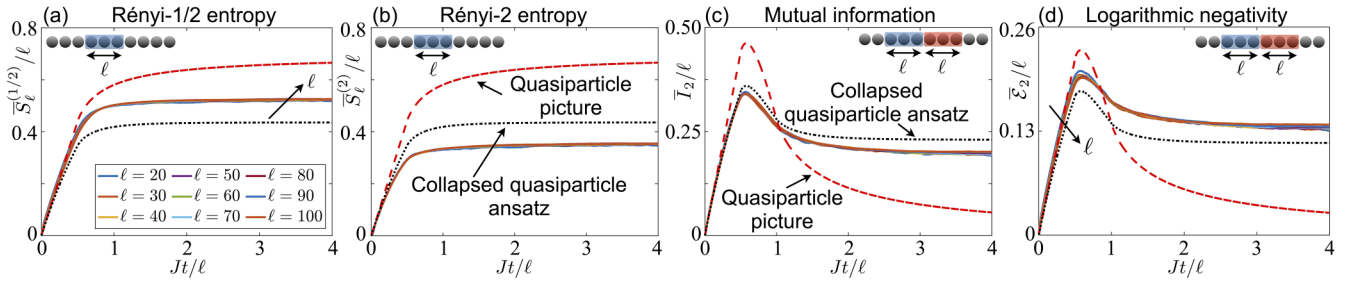 (a) Rényi-1/2 entropy
0.8
0.4
0
S̅_ℓ^(1/2)/ℓ
ℓ
ℓ
ℓ = 20 ℓ = 50 ℓ = 80
ℓ = 30 ℓ = 60 ℓ = 90
ℓ = 40 ℓ = 70 ℓ = 100
0 1 2 3 4
Jt/ℓ
(b) Rényi-2 entropy
0.8
0.4
0
S̅_ℓ^(2)/ℓ
ℓ
Quasiparticle
picture
Collapsed quasiparticle
ansatz
0 1 2 3 4
Jt/ℓ
(c) Mutual information
0.5
0.25
0
I̅_2/ℓ
ℓ ℓ
Collapsed
quasiparticle ansatz
Quasiparticle
picture
0 1 2 3 4
Jt/ℓ
(d) Logarithmic negativity
0.26
0.13
0
ℰ̅_2/ℓ
ℓ ℓ
ℓ
0 1 2 3 4
Jt/ℓ